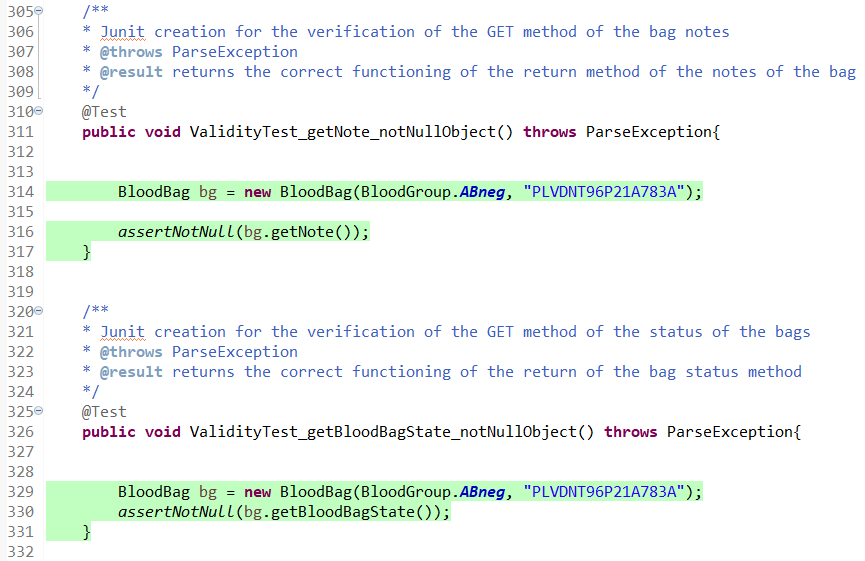 305 /**
306 * Junit creation for the verification of the GET method of the bag notes
307 * @throws ParseException
308 * @result returns the correct functioning of the return method of the notes of the bag
309 */
310 @Test
311 public void ValidityTest_getNote_notNullObject() throws ParseException{
312
313
314 BloodBag bg = new BloodBag(BloodGroup.ABneg, "PLVDNT96P21A783A");
315
316 assertNotNull(bg.getNote());
317 }
318
319
320 /**
321 * Junit creation for the verification of the GET method of the status of the bags
322 * @throws ParseException
323 * @result returns the correct functioning of the return of the bag status method
324 */
325 @Test
326 public void ValidityTest_getBloodBagState_notNullObject() throws ParseException{
327
328
329 BloodBag bg = new BloodBag(BloodGroup.ABneg, "PLVDNT96P21A783A");
330 assertNotNull(bg.getBloodBagState());
331 }
332